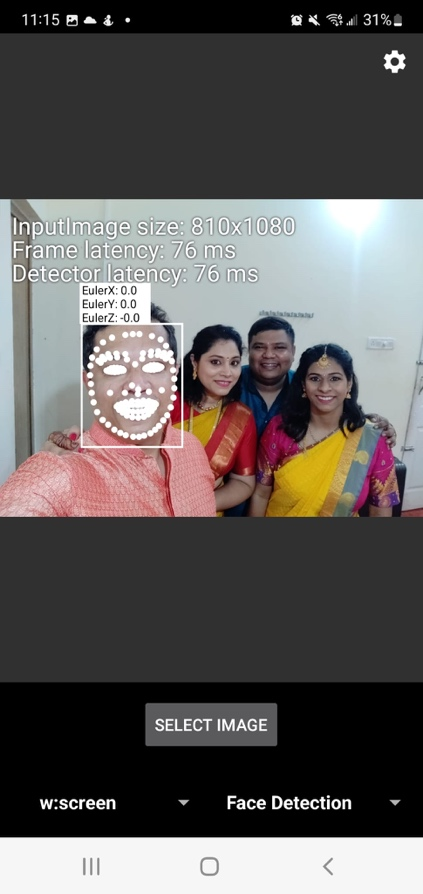 11:15
31%
InputImage size: 810x1080
Frame latency: 76 ms
Detector latency: 76 ms
EulerX: 0.0
EulerY: 0.0
EulerZ: -0.0
SELECT IMAGE
w:screen
Face Detection